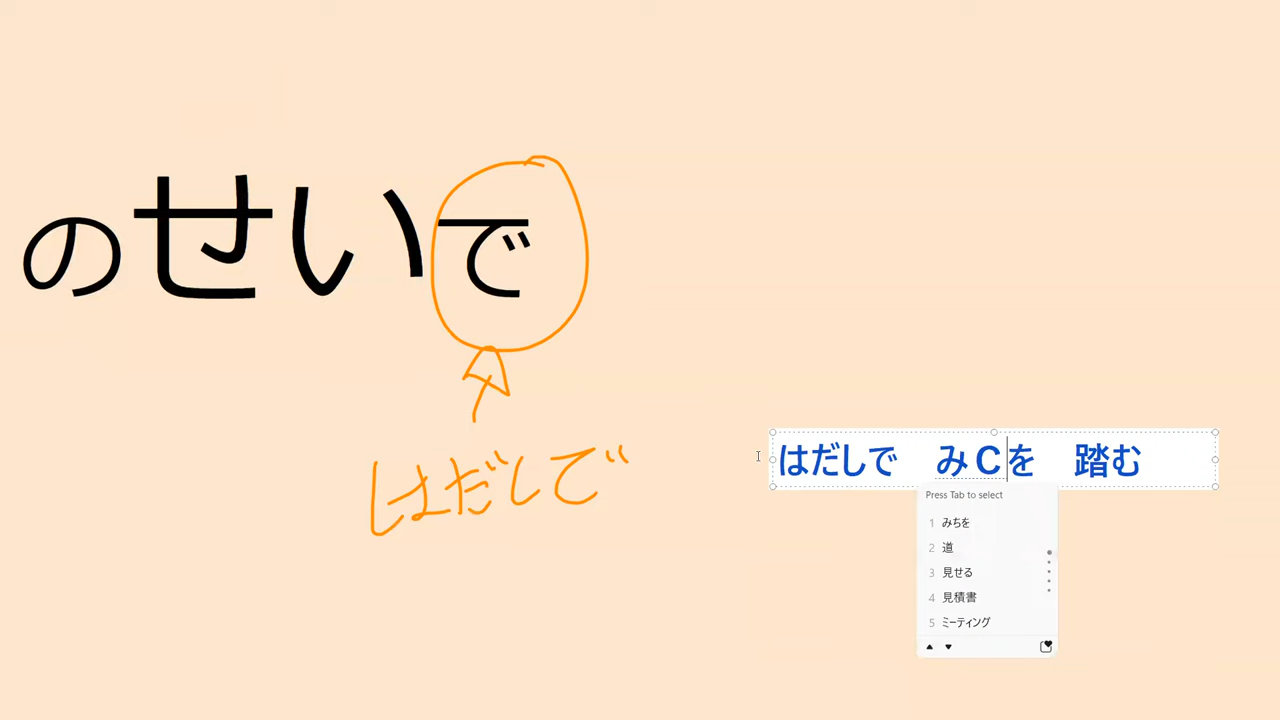 のせいで
はだしで
はだしで　みCを　踏む
Press Tab to select
1 みちを
2 道
3 見せる
4 見積書
5 ミーティング